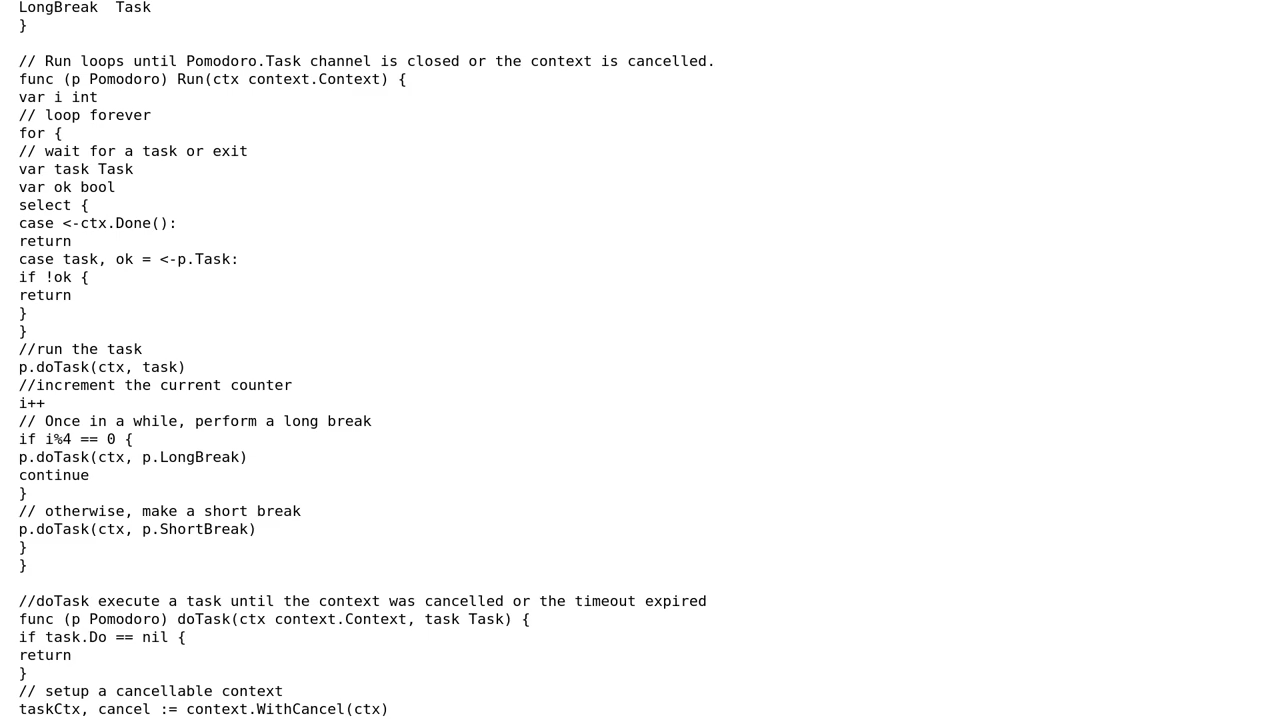 LongBreak  Task
}

// Run loops until Pomodoro.Task channel is closed or the context is cancelled.
func (p Pomodoro) Run(ctx context.Context) {
var i int
// loop forever
for {
// wait for a task or exit
var task Task
var ok bool
select {
case <-ctx.Done():
return
case task, ok = <-p.Task:
if !ok {
return
}
}
//run the task
p.doTask(ctx, task)
//increment the current counter
i++
// Once in a while, perform a long break
if i%4 == 0 {
p.doTask(ctx, p.LongBreak)
continue
}
// otherwise, make a short break
p.doTask(ctx, p.ShortBreak)
}
}

//doTask execute a task until the context was cancelled or the timeout expired
func (p Pomodoro) doTask(ctx context.Context, task Task) {
if task.Do == nil {
return
}
// setup a cancellable context
taskCtx, cancel := context.WithCancel(ctx)